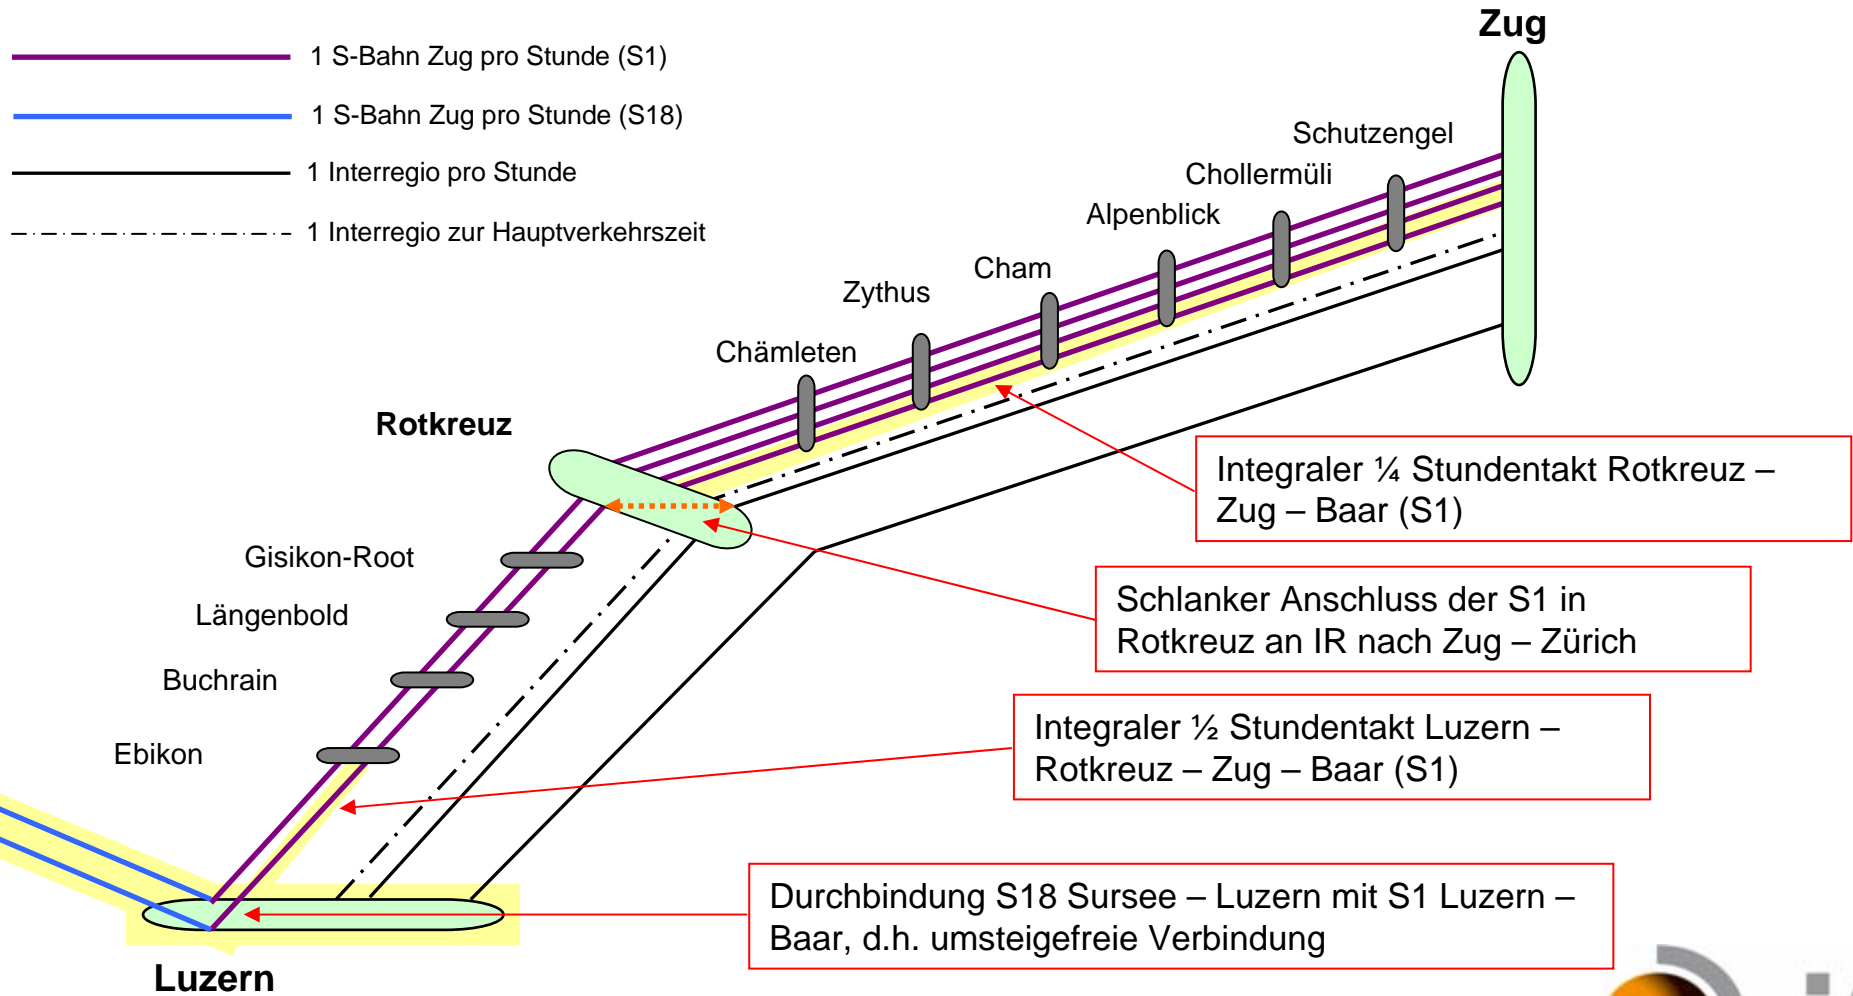 Zug
1 S-Bahn Zug pro Stunde (S1)
1 S-Bahn Zug pro Stunde (S18)
1 Interregio pro Stunde
1 Interregio zur Hauptverkehrszeit
Schutzengel
Chollermüli
Alpenblick
Cham
Zythus
Chämleten
Rotkreuz
Integraler ¼ Stundentakt Rotkreuz –
Zug – Baar (S1)
Gisikon-Root
Längenbold
Buchrain
Ebikon
Schlanker Anschluss der S1 in
Rotkreuz an IR nach Zug – Zürich
Integraler ½ Stundentakt Luzern –
Rotkreuz – Zug – Baar (S1)
Durchbindung S18 Sursee – Luzern mit S1 Luzern –
Baar, d.h. umsteigefreie Verbindung
Luzern